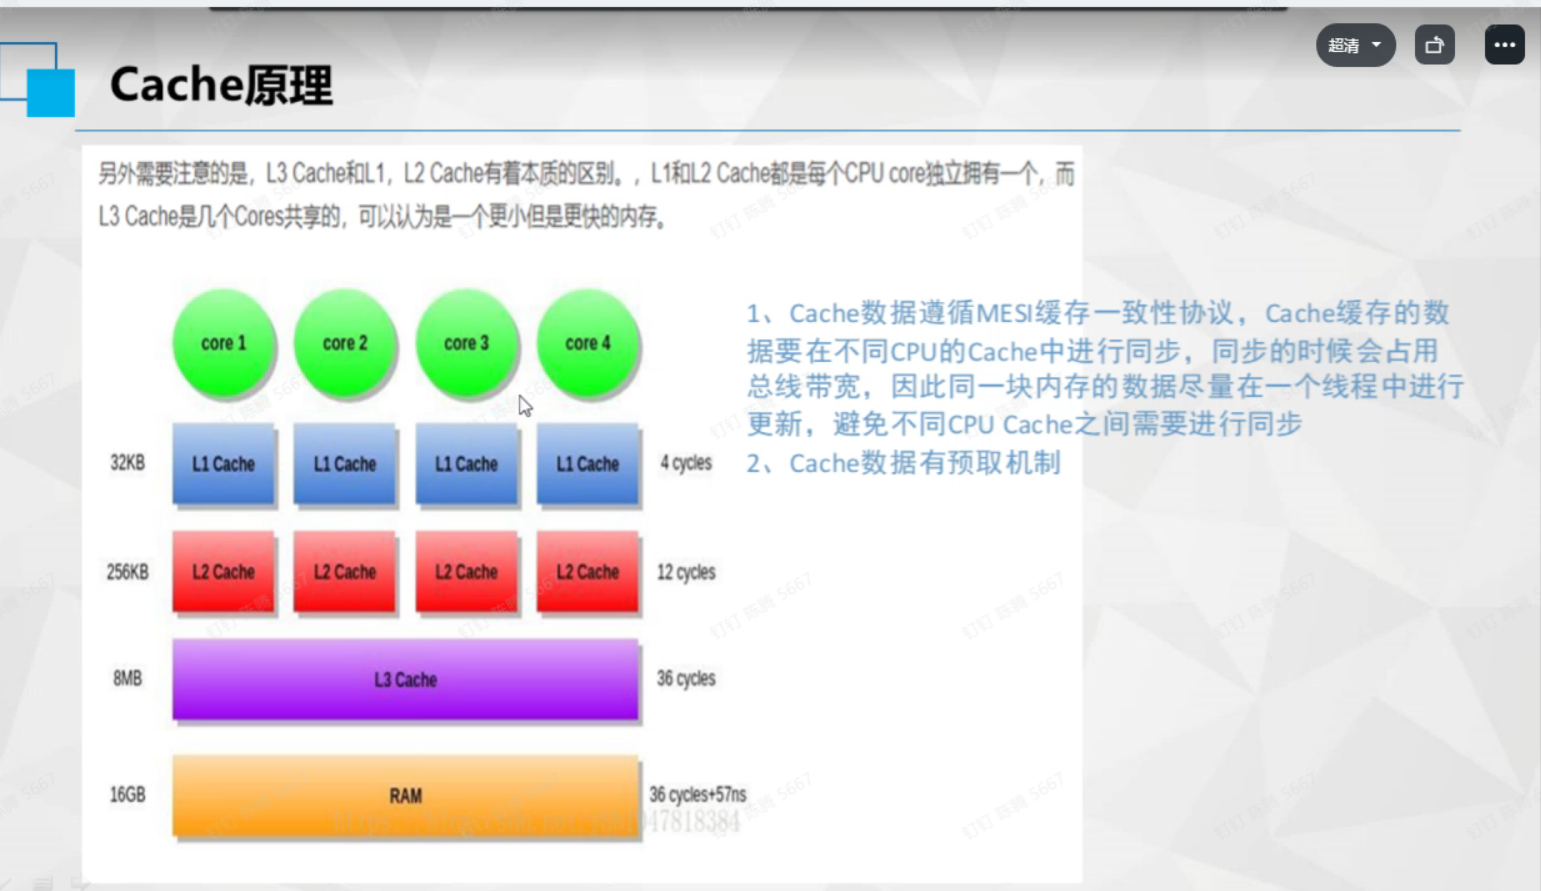 超清
Cache原理
另外需要注意的是，L3 Cache和L1，L2 Cache有着本质的区别。，L1和L2 Cache都是每个CPU core独立拥有一个，而
L3 Cache是几个Cores共享的，可以认为是一个更小但是更快的内存。
core 1 core 2 core 3 core 4
1、Cache数据遵循MESI缓存一致性协议，Cache缓存的数
据要在不同CPU的Cache中进行同步，同步的时候会占用
总线带宽，因此同一块内存的数据尽量在一个线程中进行
更新，避免不同CPU Cache之间需要进行同步
2、Cache数据有预取机制
32KB L1 Cache L1 Cache L1 Cache L1 Cache 4 cycles
256KB L2 Cache L2 Cache L2 Cache L2 Cache 12 cycles
8MB L3 Cache 36 cycles
16GB RAM 36 cycles+57ns